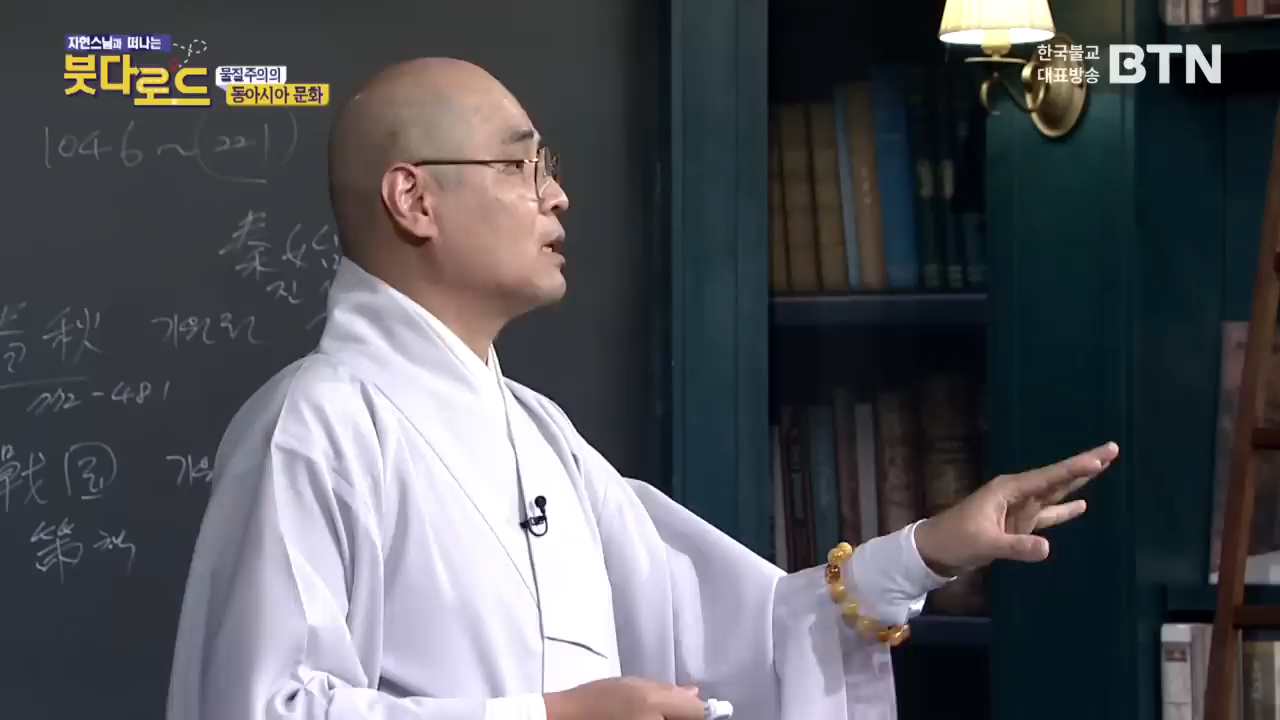 자현스님과 떠나는
붓다로드
물질주의의
동아시아 문화
한국불교
대표방송
BTN
1046~(221)
秦始
진
春秋 기원전
772-481
戰国 기원
策 책